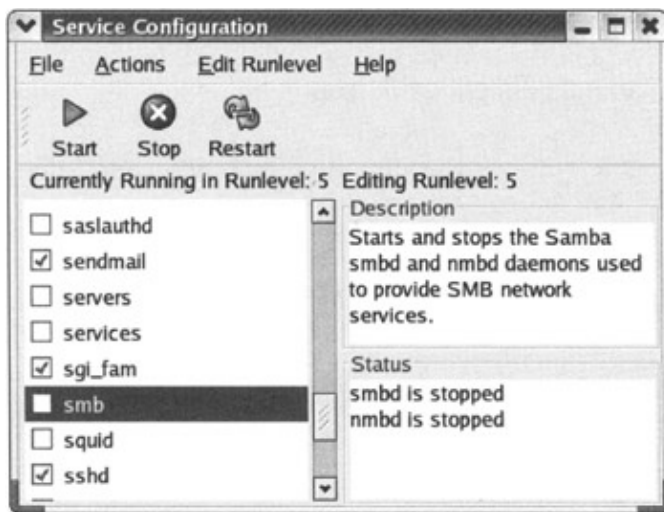 Service Configuration
File Actions Edit Runlevel Help
Start Stop Restart
Currently Running in Runlevel: 5 Editing Runlevel: 5
saslauthd
sendmail
servers
services
sgi_fam
smb
squid
sshd
Description
Starts and stops the Samba
smbd and nmbd daemons used
to provide SMB network
services.
Status
smbd is stopped
nmbd is stopped